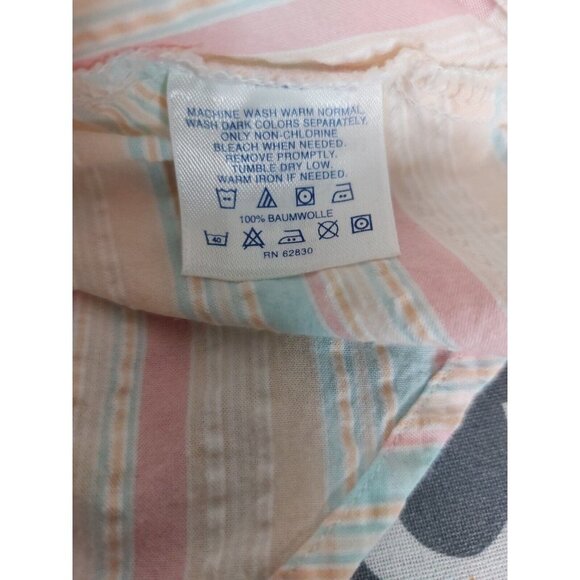 MACHINE WASH WARM NORMAL.
WASH DARK COLORS SEPARATELY.
ONLY NON-CHLORINE
BLEACH WHEN NEEDED.
REMOVE PROMPTLY.
TUMBLE DRY LOW.
WARM IRON IF NEEDED.
100% BAUMWOLLE
40
RN 62830